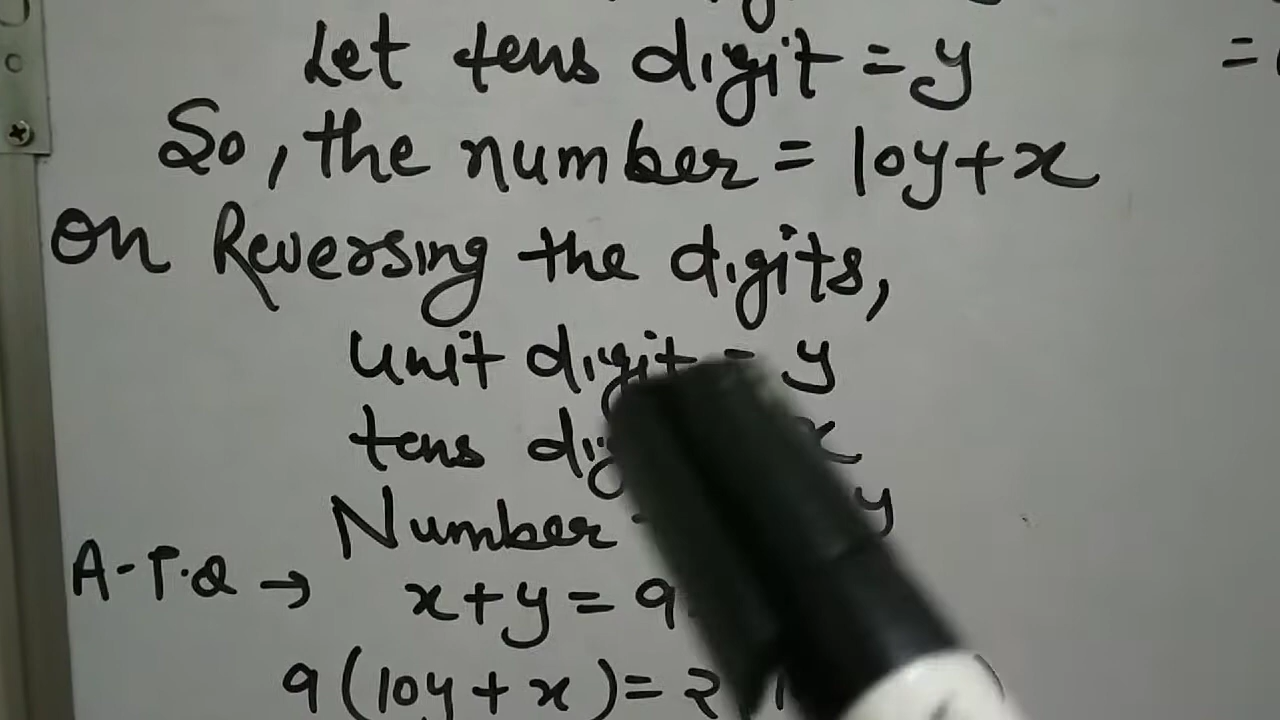 Let tens digit = y
=
So, the number = 10y+x
On Reversing the digits,
unit digit = y
tens x
Number y
A.T.Q → x+y = 9
9(10y+x) = 2